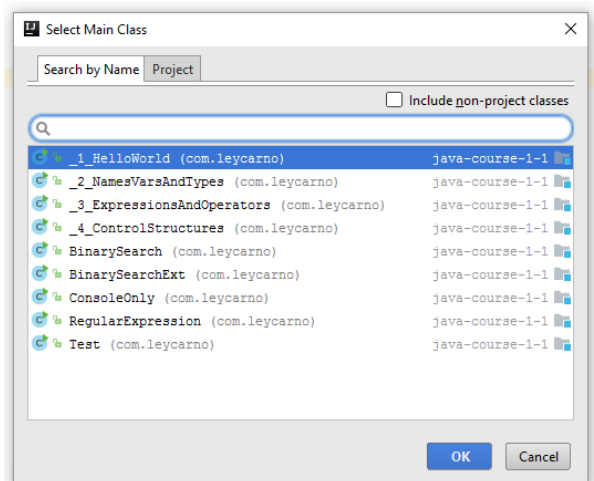 Select Main Class
Search by Name Project
Include non-project classes
_1_HelloWorld (com.leycarno) java-course-1-1
_2_NamesVarsAndTypes (com.leycarno) java-course-1-1
_3_ExpressionsAndOperators (com.leycarno) java-course-1-1
_4_ControlStructures (com.leycarno) java-course-1-1
BinarySearch (com.leycarno) java-course-1-1
BinarySearchExt (com.leycarno) java-course-1-1
ConsoleOnly (com.leycarno) java-course-1-1
RegularExpression (com.leycarno) java-course-1-1
Test (com.leycarno) java-course-1-1
OK Cancel